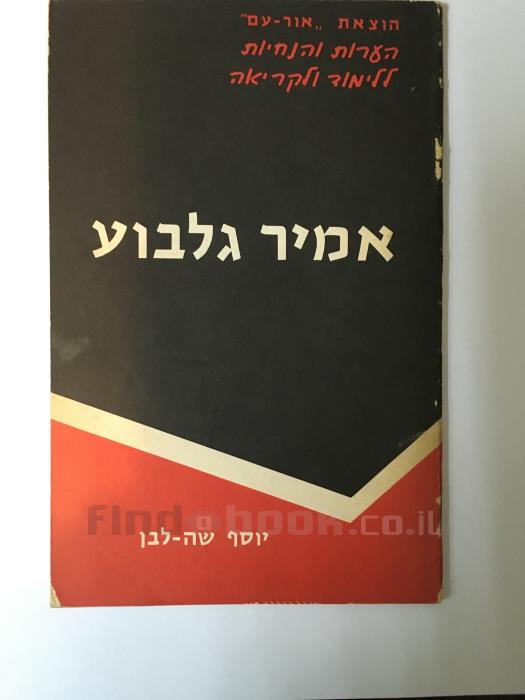 הוצאת „אור-עם"
הערות והנחיות
ללימוד ולקריאה
אמיר גלבוע
findabook.co.il
יוסף שה-לבן